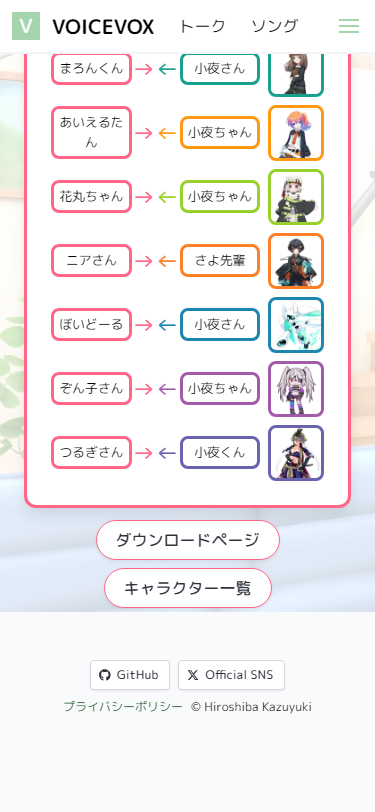 V VOICEVOX トーク ソング
まろんくん 小夜さん
あいえるた
ん 小夜ちゃん
花丸ちゃん 小夜ちゃん
ニアさん さよ先輩
ぼいどーる 小夜さん
ぞん子さん 小夜ちゃん
つるぎさん 小夜くん
ダウンロードページ
キャラクター一覧
GitHub Official SNS
プライバシーポリシー © Hiroshiba Kazuyuki